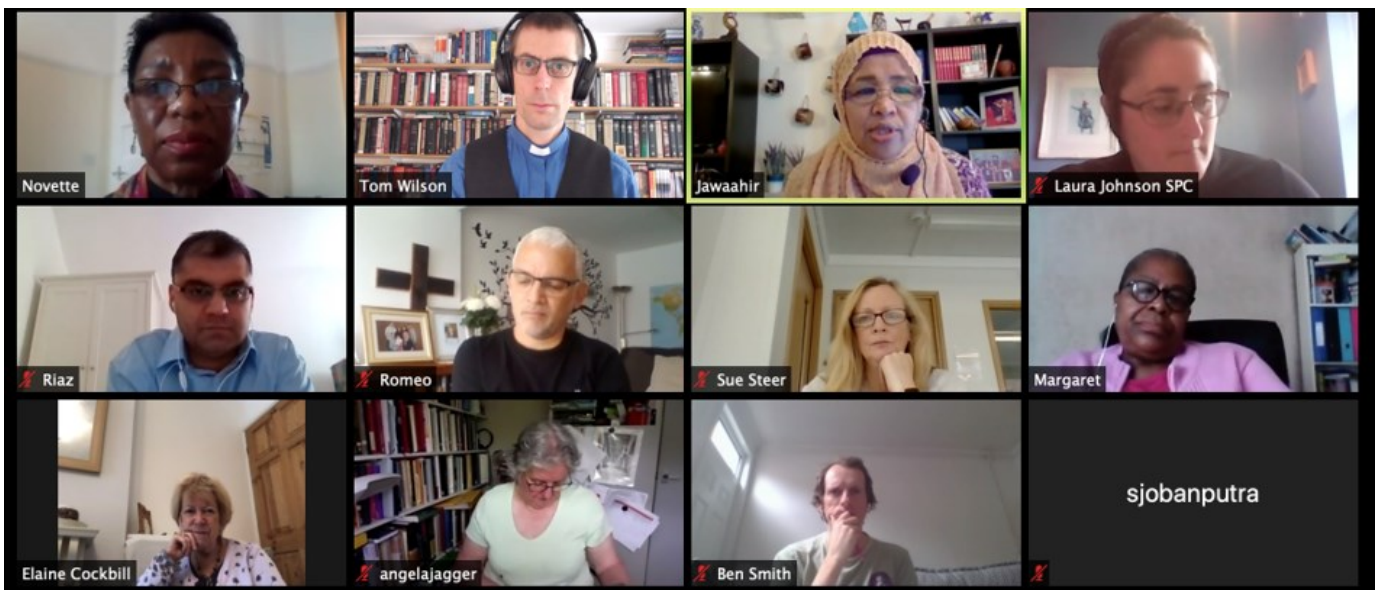 Novette
Tom Wilson
Jawaahir
Laura Johnson SPC
Riaz
Romeo
Sue Steer
Margaret
Elaine Cockbill
angelajagger
Ben Smith
sjobanputra